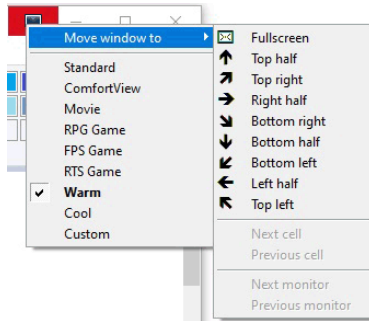 Move window to
Standard
ComfortView
Movie
RPG Game
FPS Game
RTS Game
Warm
Cool
Custom
Fullscreen
Top half
Top right
Right half
Bottom right
Bottom half
Bottom left
Left half
Top left
Next cell
Previous cell
Next monitor
Previous monitor